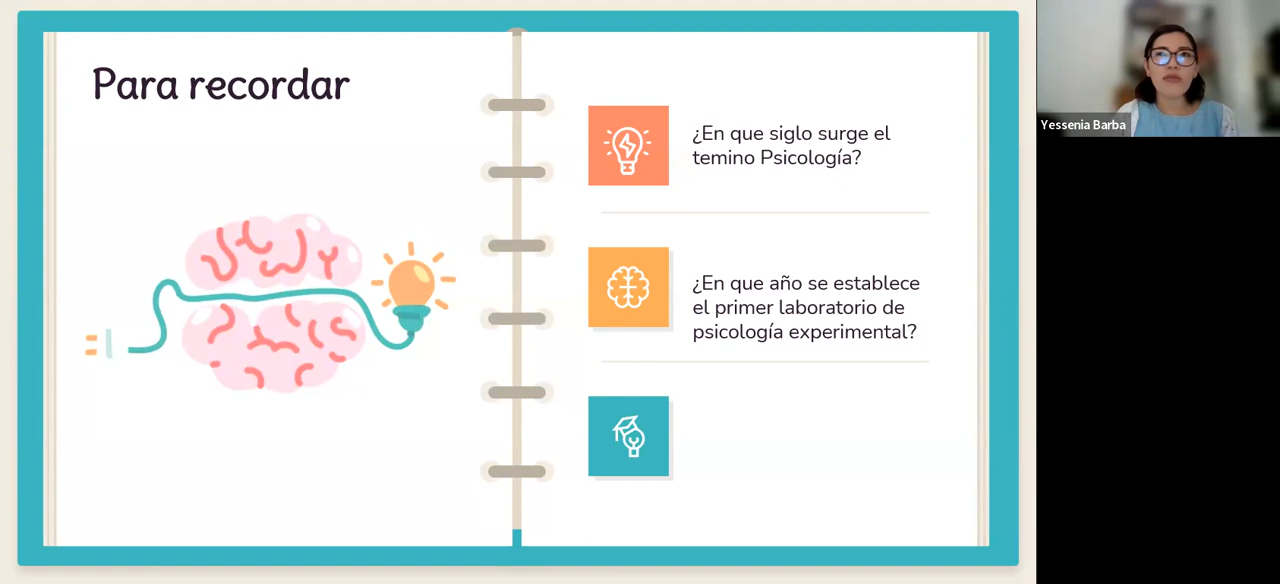 Para recordar
¿En que siglo surge el
temino Psicología?
¿En que año se establece
el primer laboratorio de
psicología experimental?
Yessenia Barba